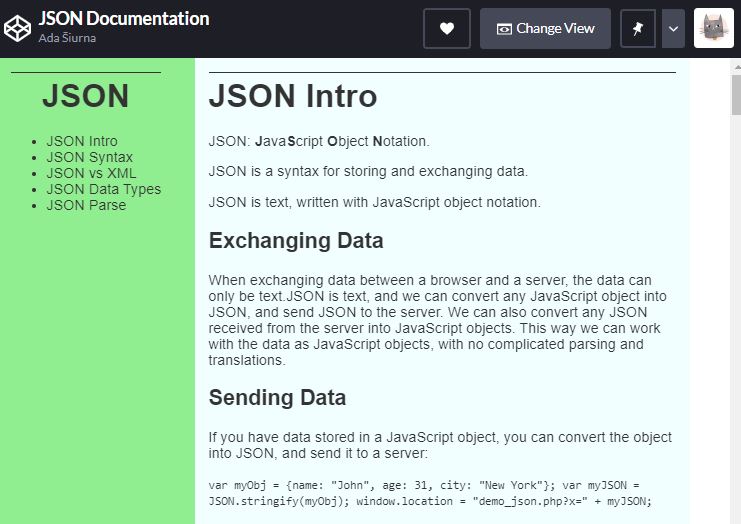 JSON Documentation
Ada Šiurna
Change View
JSON
JSON Intro
JSON Syntax
JSON vs XML
JSON Data Types
JSON Parse
JSON Intro
JSON: JavaScript Object Notation.
JSON is a syntax for storing and exchanging data.
JSON is text, written with JavaScript object notation.
Exchanging Data
When exchanging data between a browser and a server, the data can
only be text.JSON is text, and we can convert any JavaScript object into
JSON, and send JSON to the server. We can also convert any JSON
received from the server into JavaScript objects. This way we can work
with the data as JavaScript objects, with no complicated parsing and
translations.
Sending Data
If you have data stored in a JavaScript object, you can convert the object
into JSON, and send it to a server:
var myObj = {name: "John", age: 31, city: "New York"}; var myJSON =
JSON.stringify(myObj); window.location = "demo_json.php?x=" + myJSON;